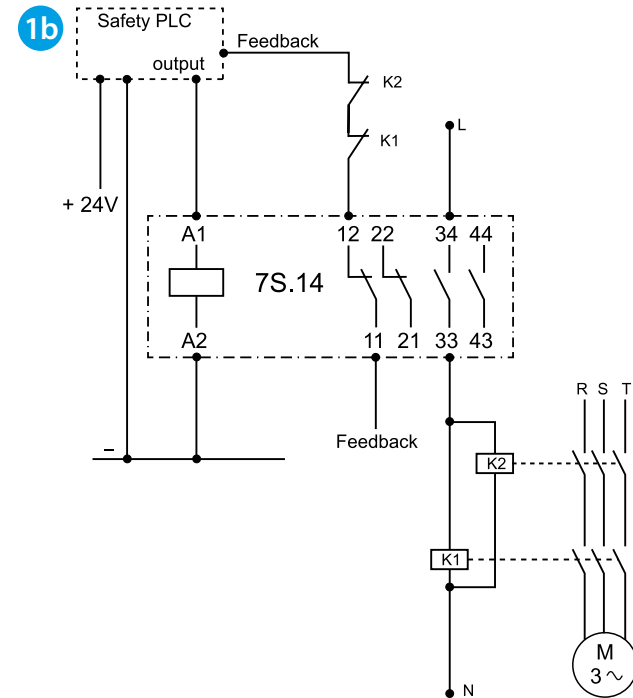 1b
Safety PLC
output
Feedback
K2
K1
L
+ 24V
A1
12 22
34 44
7S.14
A2
11 21
33 43
Feedback
–
R S T
K2
K1
M
3 ~
N